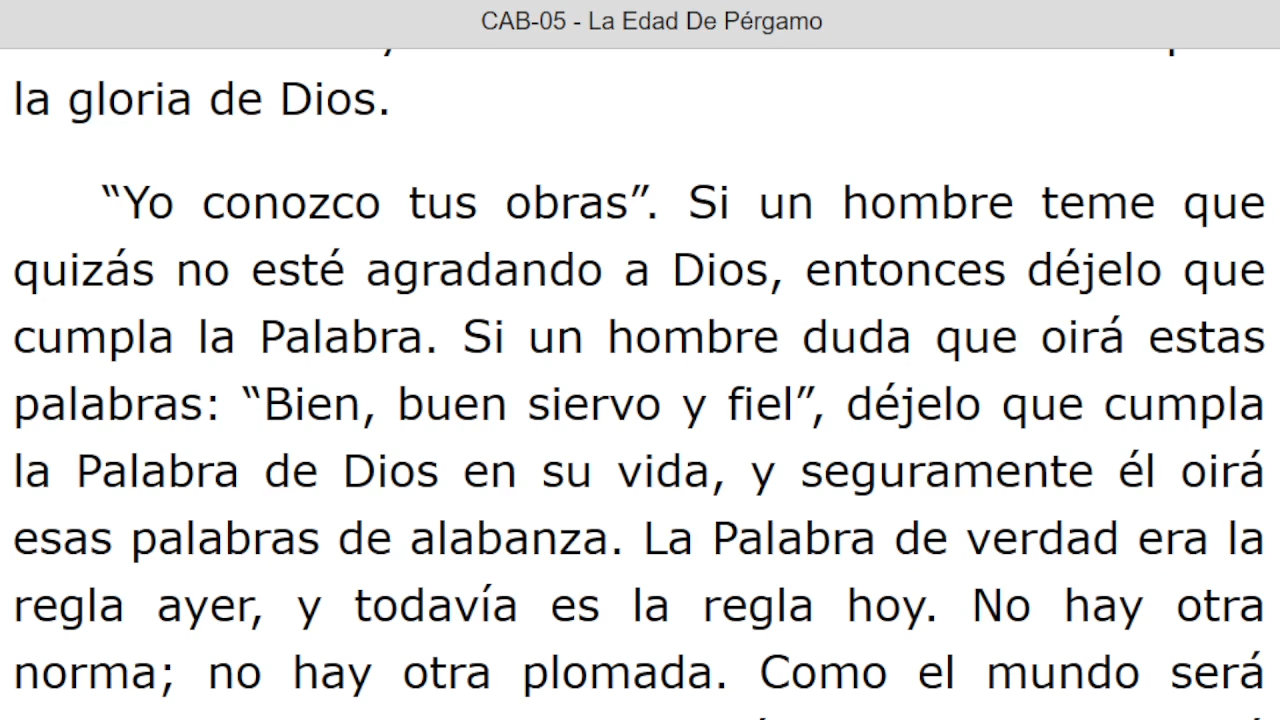 CAB-05 - La Edad De Pérgamo
la gloria de Dios.
“Yo conozco tus obras”. Si un hombre teme que
quizás no esté agradando a Dios, entonces déjelo que
cumpla la Palabra. Si un hombre duda que oirá estas
palabras: “Bien, buen siervo y fiel”, déjelo que cumpla
la Palabra de Dios en su vida, y seguramente él oirá
esas palabras de alabanza. La Palabra de verdad era la
regla ayer, y todavía es la regla hoy. No hay otra
norma; no hay otra plomada. Como el mundo será